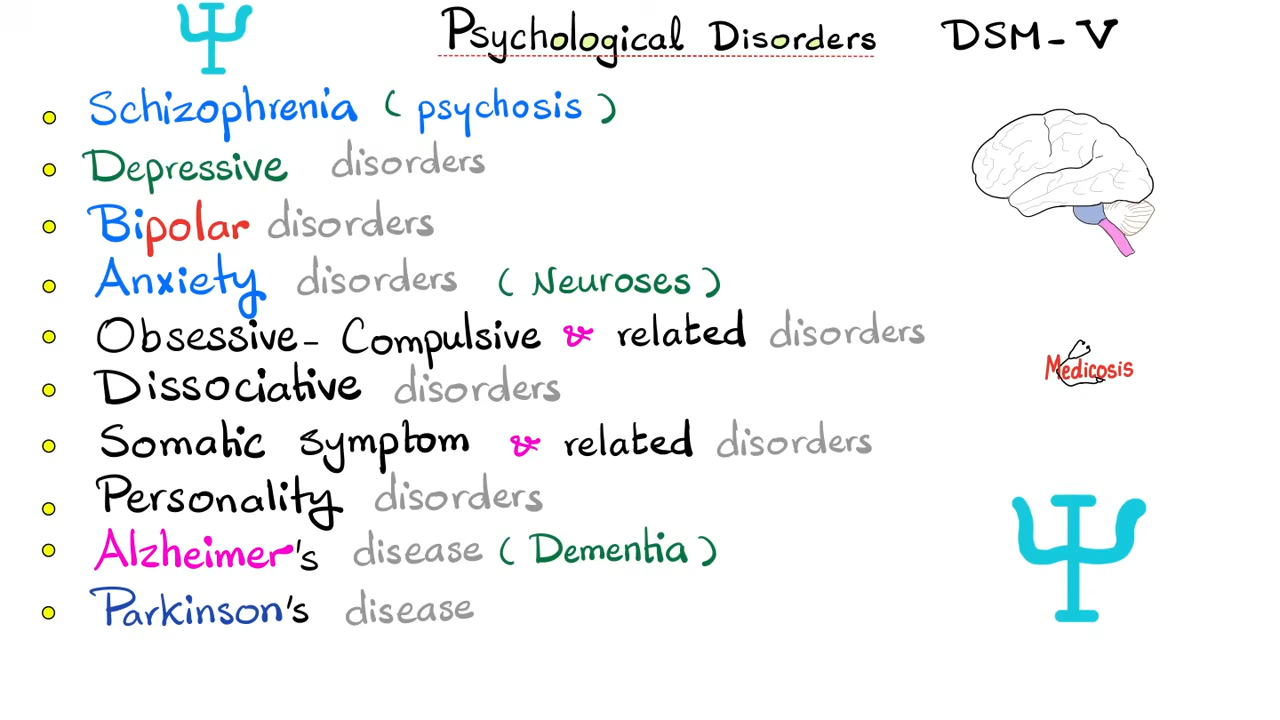 Psychological Disorders DSM-V
Schizophrenia (psychosis)
Depressive disorders
Bipolar disorders
Anxiety disorders (Neuroses)
Obsessive-Compulsive & related disorders
Dissociative disorders
Somatic symptom & related disorders
Personality disorders
Alzheimer's disease (Dementia)
Parkinson's disease
Medicosis